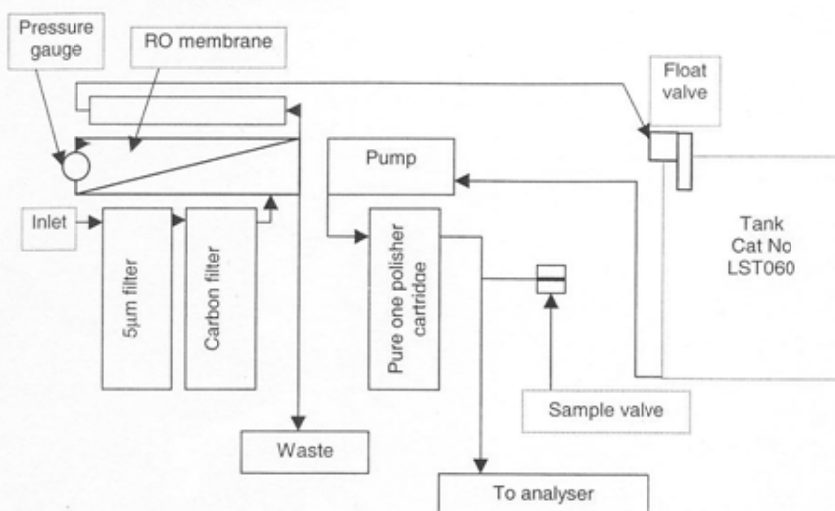 Pressure
gauge
RO membrane
Float
valve
Pump
Inlet
Tank
Cat No
LST060
5µm filter
Carbon filter
Pure one polisher
cartridge
Sample valve
Waste
To analyser